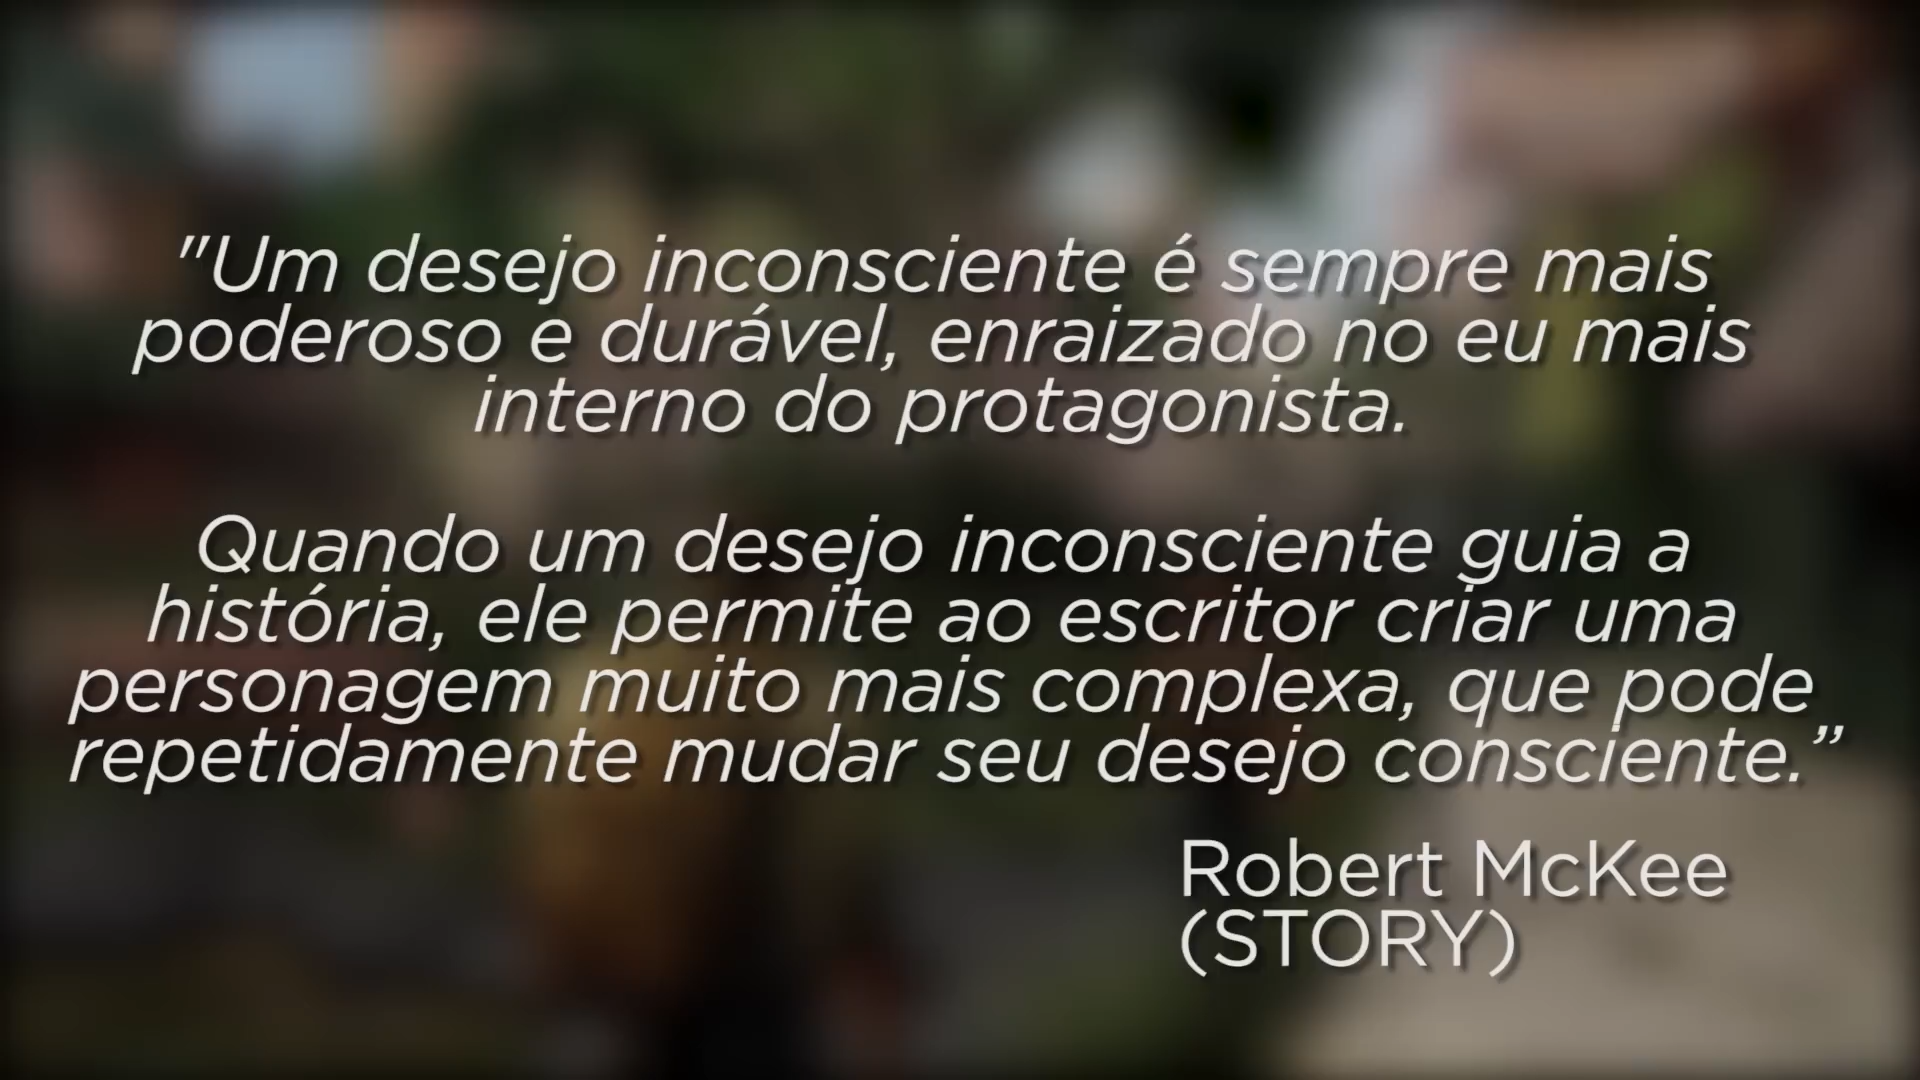 "Um desejo inconsciente é sempre mais
poderoso e durável, enraizado no eu mais
interno do protagonista.
Quando um desejo inconsciente guia a
história, ele permite ao escritor criar uma
personagem muito mais complexa, que pode
repetidamente mudar seu desejo consciente.”
Robert McKee
(STORY)